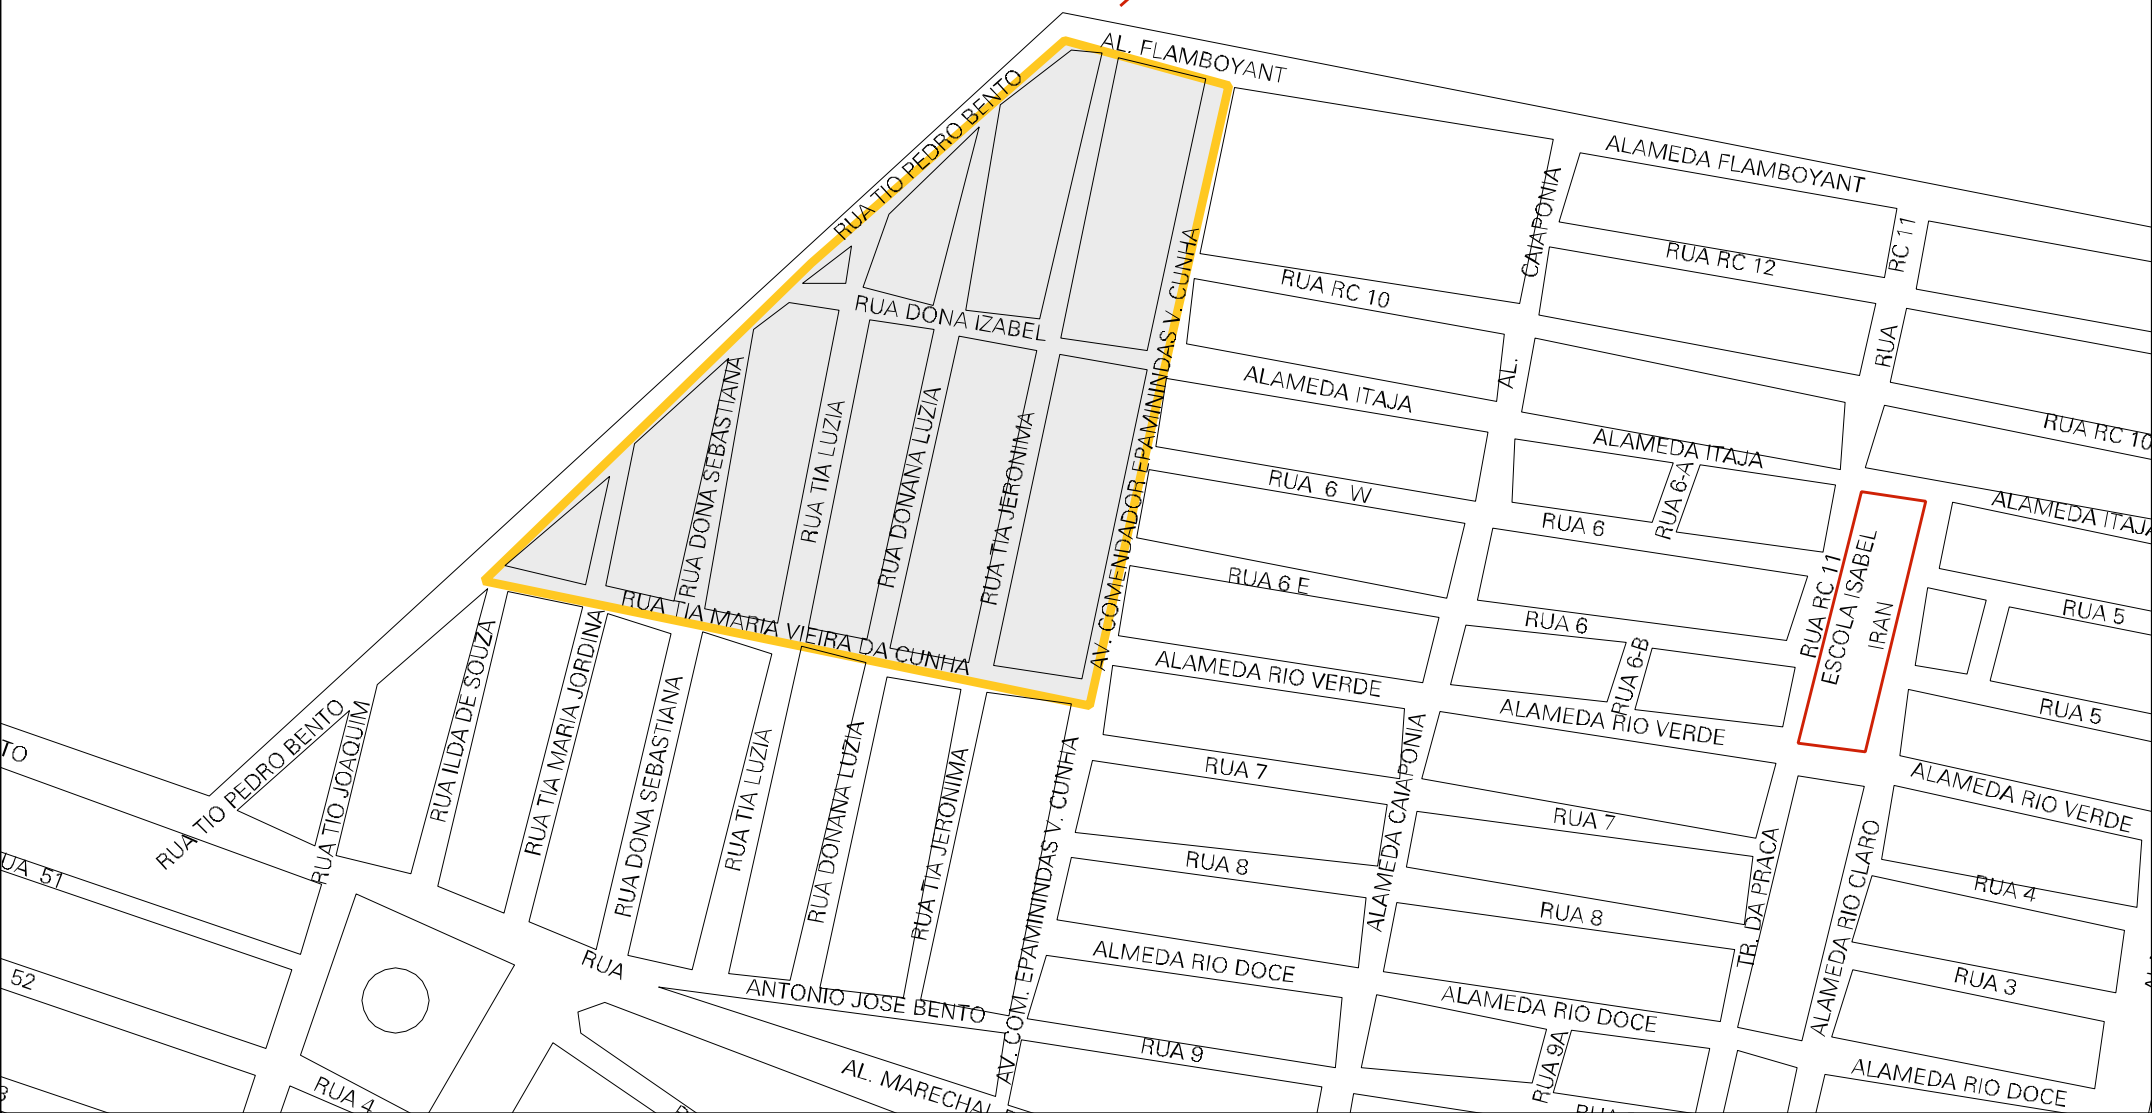 AL. FLAMBOYANT
RUA TIO PEDRO BENTO
ALAMEDA FLAMBOYANT
CAIAPONIA
RC 11
RUA RC 12
RUA RC 10
RUA DONA IZABEL
AV. COMENDADOR EPAMININDAS V. CUNHA
RUA
AL.
ALAMEDA ITAJA
RUA RC 10
RUA DONA SEBASTIANA
RUA TIA LUZIA
RUA DONANA LUZIA
RUA TIA JERONIMA
ALAMEDA ITAJA
RUA 6 W
RUA 6-A
RUA 6
ALAMEDA ITAJA
RUA RC 11
ESCOLA ISABEL
IRAN
RUA 6 E
RUA 5
RUA 6
RUA 6-B
RUA TIA MARIA VIEIRA DA CUNHA
ALAMEDA RIO VERDE
ALAMEDA RIO VERDE
RUA 5
RUA ILDA DE SOUZA
RUA TIA MARIA JORDINA
RUA DONA SEBASTIANA
RUA TIA LUZIA
RUA DONANA LUZIA
RUA TIA JERONIMA
AV. COM. EPAMININDAS V. CUNHA
RUA TIO PEDRO BENTO
RUA TIO JOAQUIM
TO
RUA 7
ALAMEDA CAIAPONIA
RUA 7
ALAMEDA RIO VERDE
TR. DA PRACA
ALAMEDA RIO CLARO
UA 51
RUA 8
RUA 8
RUA 4
52
RUA
ANTONIO JOSE BENTO
ALMEDA RIO DOCE
ALAMEDA RIO DOCE
RUA 3
RUA 9
RUA 9A
AL. MARECHAL
ALAMEDA RIO DOCE
RUA 4